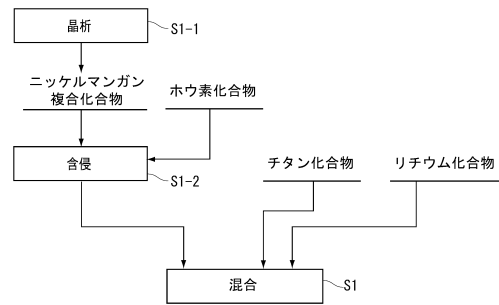 晶析
S1-1
ニッケルマンガン
複合化合物
ホウ素化合物
含侵
S1-2
チタン化合物
リチウム化合物
混合
S1